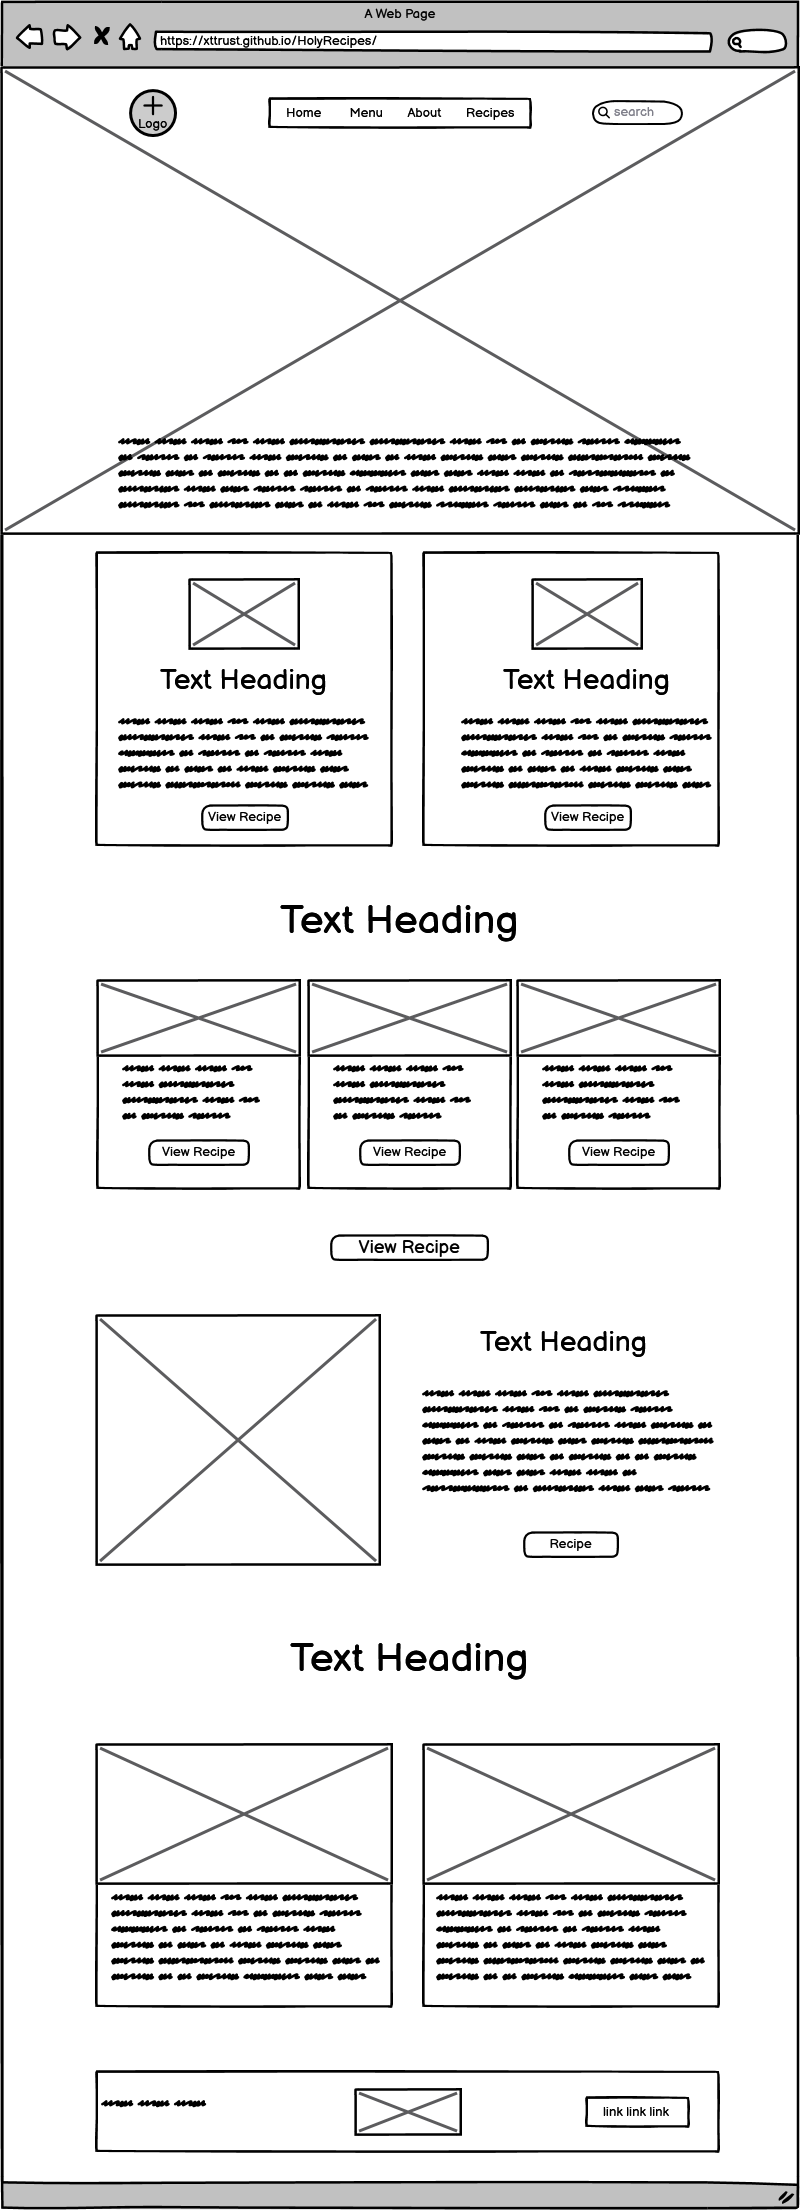 A Web Page
https://xttrust.github.io/HolyRecipes/
Logo
Home Menu About Recipes
search
Text Heading
View Recipe
Text Heading
View Recipe
Text Heading
View Recipe
View Recipe
View Recipe
View Recipe
Text Heading
Recipe
Text Heading
link link link